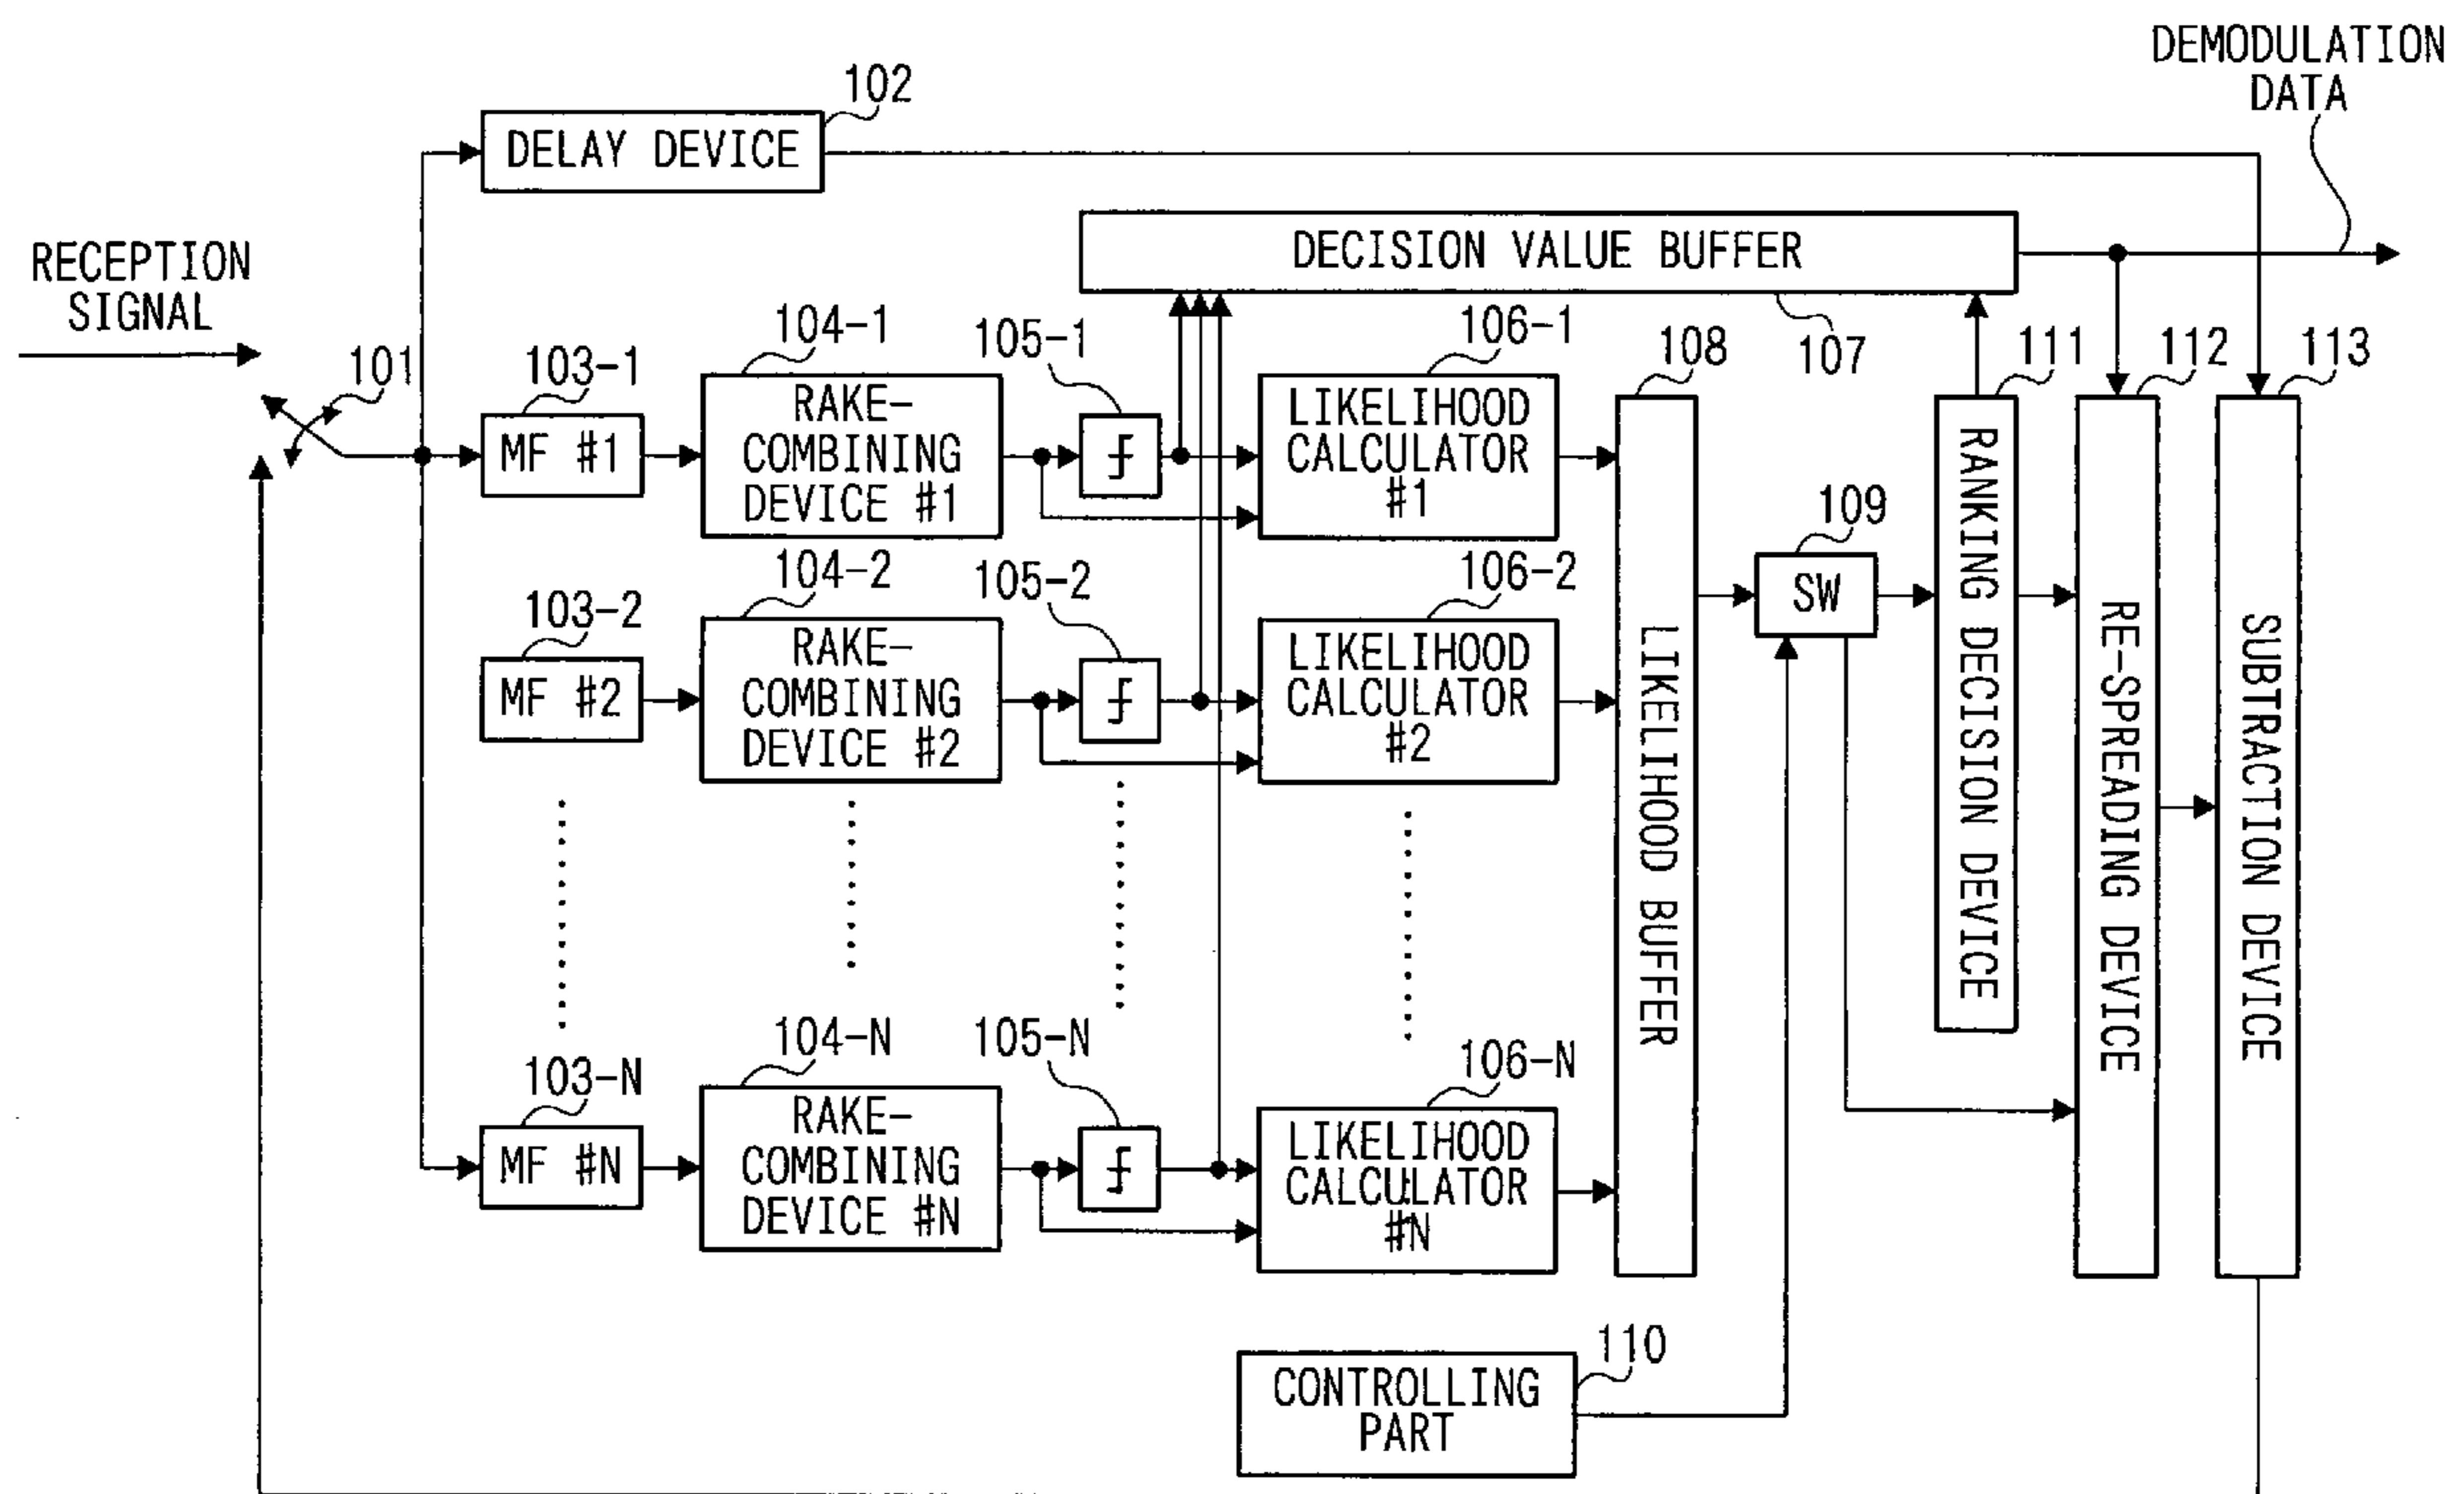 DEMODULATION
DATA
102
DELAY DEVICE
RECEPTION
SIGNAL
DECISION VALUE BUFFER
107
101
103-1
MF #1
104-1
RAKE-
COMBINING
DEVICE #1
105-1
106-1
LIKELIHOOD
CALCULATOR
#1
108
LIKELIHOOD BUFFER
109
SW
111
RANKING DECISION DEVICE
112
RE-SPREADING DEVICE
113
SUBTRACTION DEVICE
103-2
MF #2
104-2
RAKE-
COMBINING
DEVICE #2
105-2
106-2
LIKELIHOOD
CALCULATOR
#2
103-N
MF #N
104-N
RAKE-
COMBINING
DEVICE #N
105-N
106-N
LIKELIHOOD
CALCULATOR
#N
110
CONTROLLING
PART